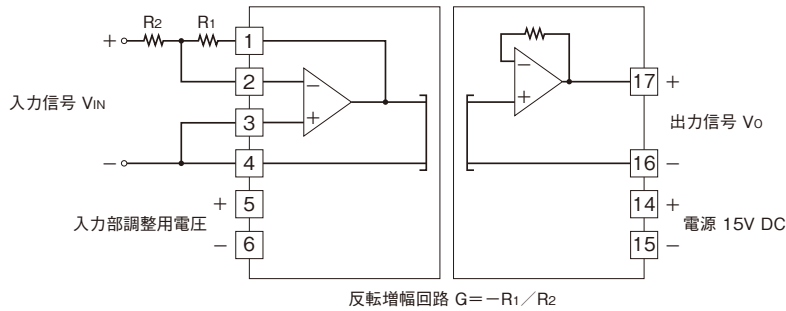 R2 R1
+ 1
2 − 17 +
入力信号 VIN
3 + 出力信号 VO
− 4 16 −
+ 5 14 +
入力部調整用電圧 電源 15V DC
− 6 15 −
反転増幅回路 G=−R1/R2
− +